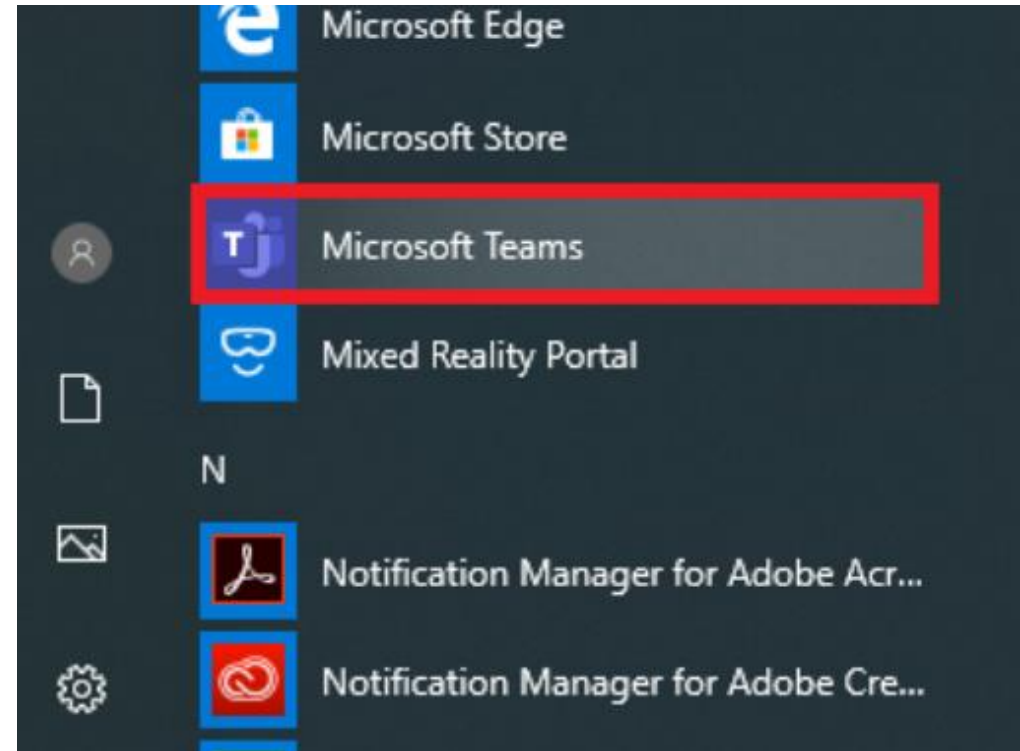 Microsoft Edge
Microsoft Store
T
Microsoft Teams
Mixed Reality Portal
N
Notification Manager for Adobe Acr...
Notification Manager for Adobe Cre...